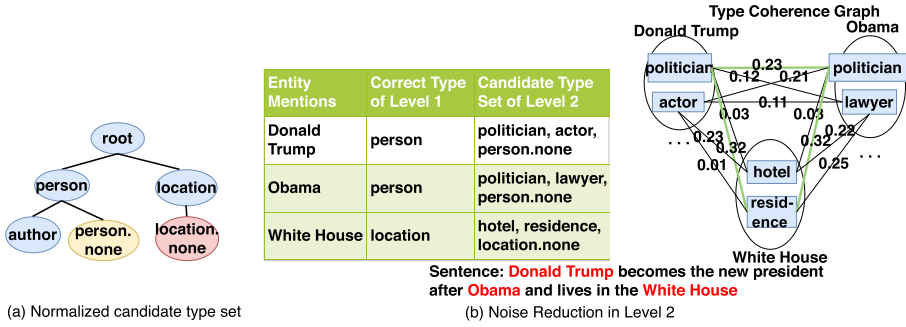 root
person
location
author
person.
none
location.
none
(a) Normalized candidate type set
Entity
Mentions
Correct Type
of Level 1
Candidate Type
Set of Level 2
Donald
Trump
person
politician, actor,
person.none
Obama
person
politician, lawyer,
person.none
White House
location
hotel, residence,
location.none
Type Coherence Graph
Donald Trump
Obama
politician
0.23
politician
0.12
0.21
actor
0.11
lawyer
0.03
0.03
0.23
0.22
0.32
0.32
...
...
0.01
0.25
hotel
resid-
ence
White House
Sentence: Donald Trump becomes the new president
after Obama and lives in the White House
(b) Noise Reduction in Level 2